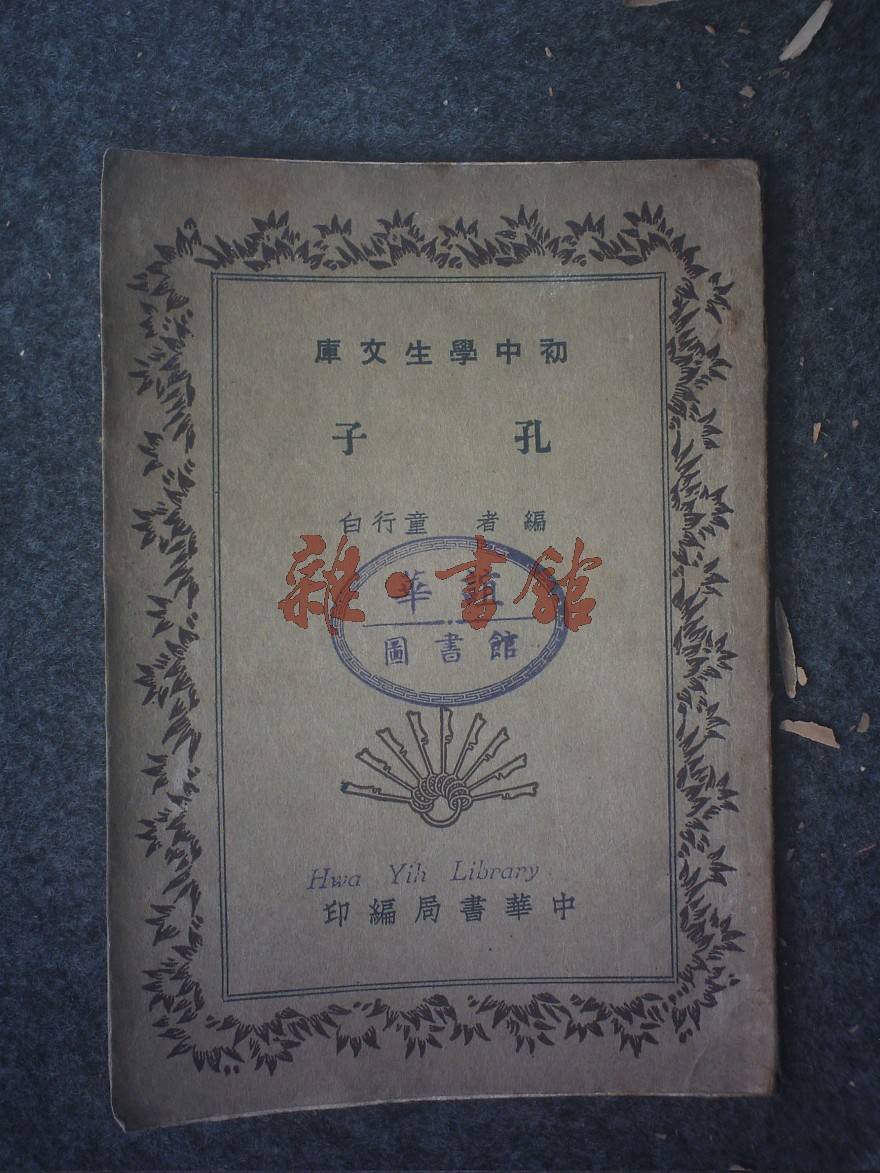 初中學生文庫
孔子
編者 童行白
雜·書館
華
圖書館
Hwa Yih Library
中華書局編印